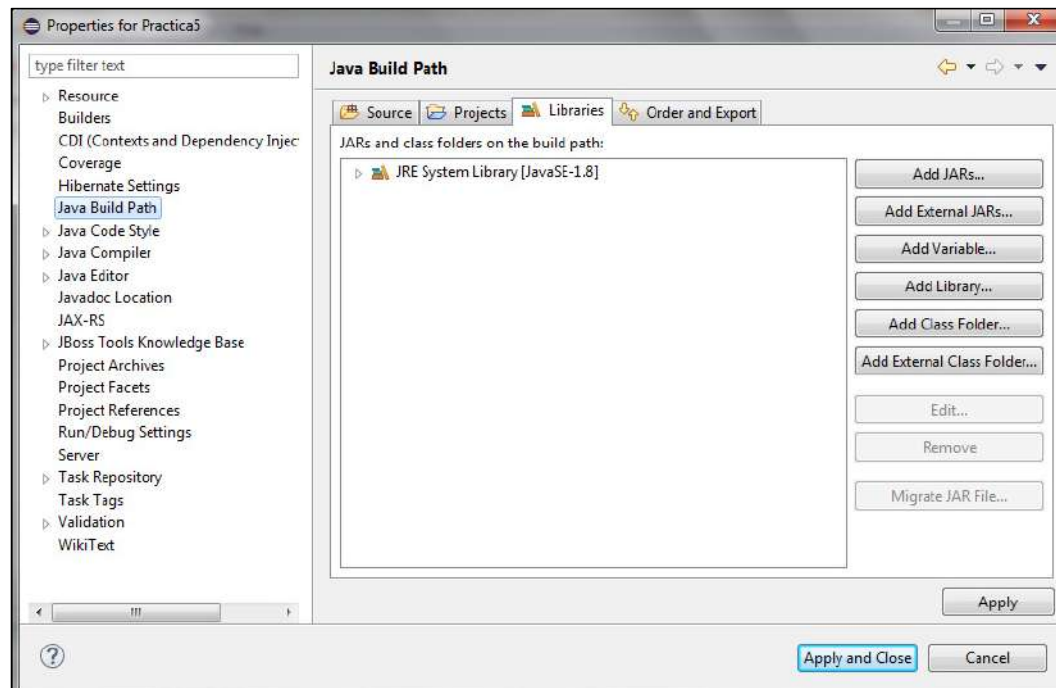 Properties for Practica5
type filter text
Resource
Builders
CDI (Contexts and Dependency Injec
Coverage
Hibernate Settings
Java Build Path
Java Code Style
Java Compiler
Java Editor
Javadoc Location
JAX-RS
JBoss Tools Knowledge Base
Project Archives
Project Facets
Project References
Run/Debug Settings
Server
Task Repository
Task Tags
Validation
WikiText
Java Build Path
Source Projects Libraries Order and Export
JARs and class folders on the build path:
JRE System Library [JavaSE-1.8]
Add JARs...
Add External JARs...
Add Variable...
Add Library...
Add Class Folder...
Add External Class Folder...
Edit...
Remove
Migrate JAR File...
Apply
Apply and Close Cancel